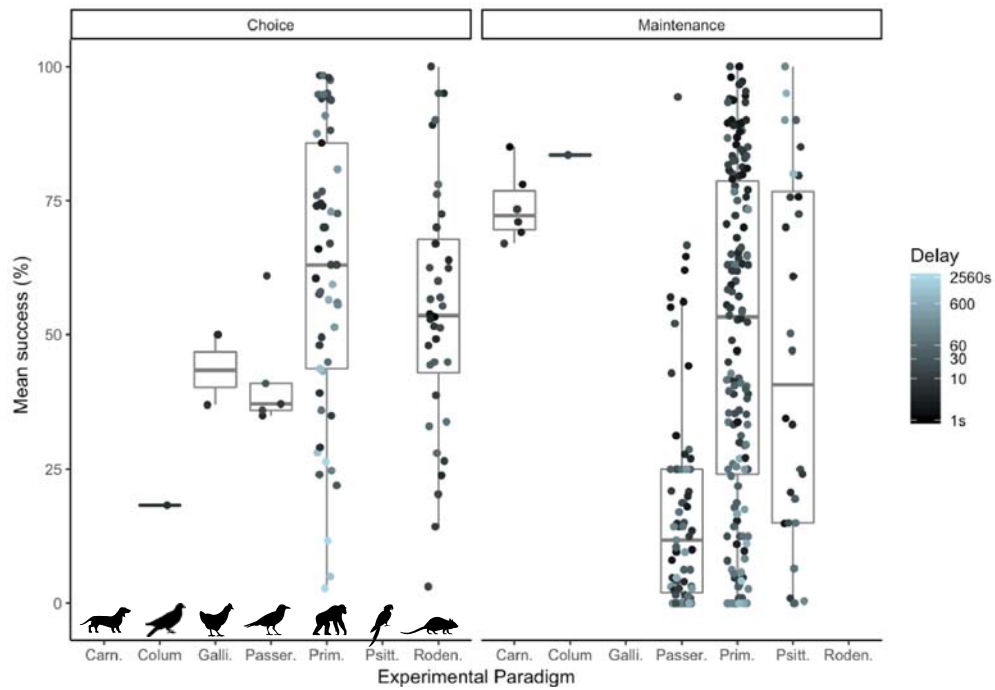 Choice Maintenance
Mean success (%)
100
75
50
25
0
Delay
2560s
600
60
30
10
1s
Carn. Colum Galli. Passer. Prim. Psitt. Roden. Carn. Colum Galli. Passer. Prim. Psitt. Roden.
Experimental Paradigm